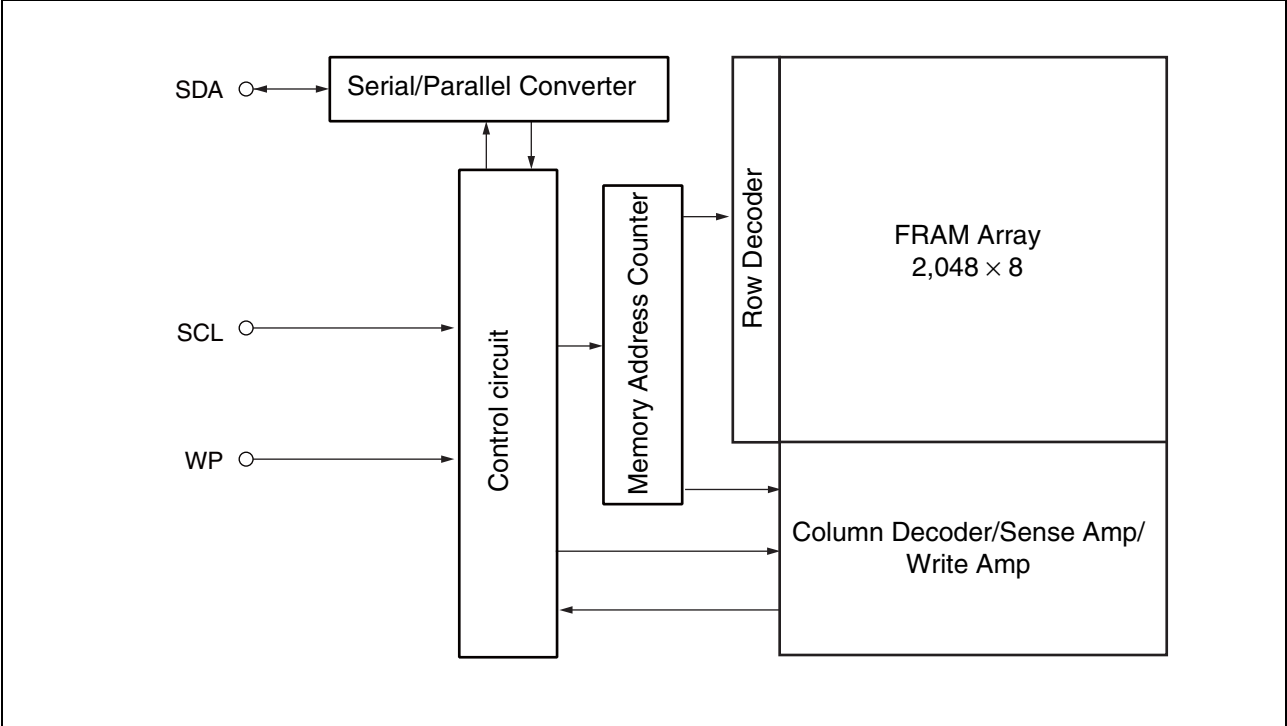 SDA
Serial/Parallel Converter
SCL
WP
Control circuit
Memory Address Counter
Row Decoder
FRAM Array
2,048 × 8
Column Decoder/Sense Amp/
Write Amp